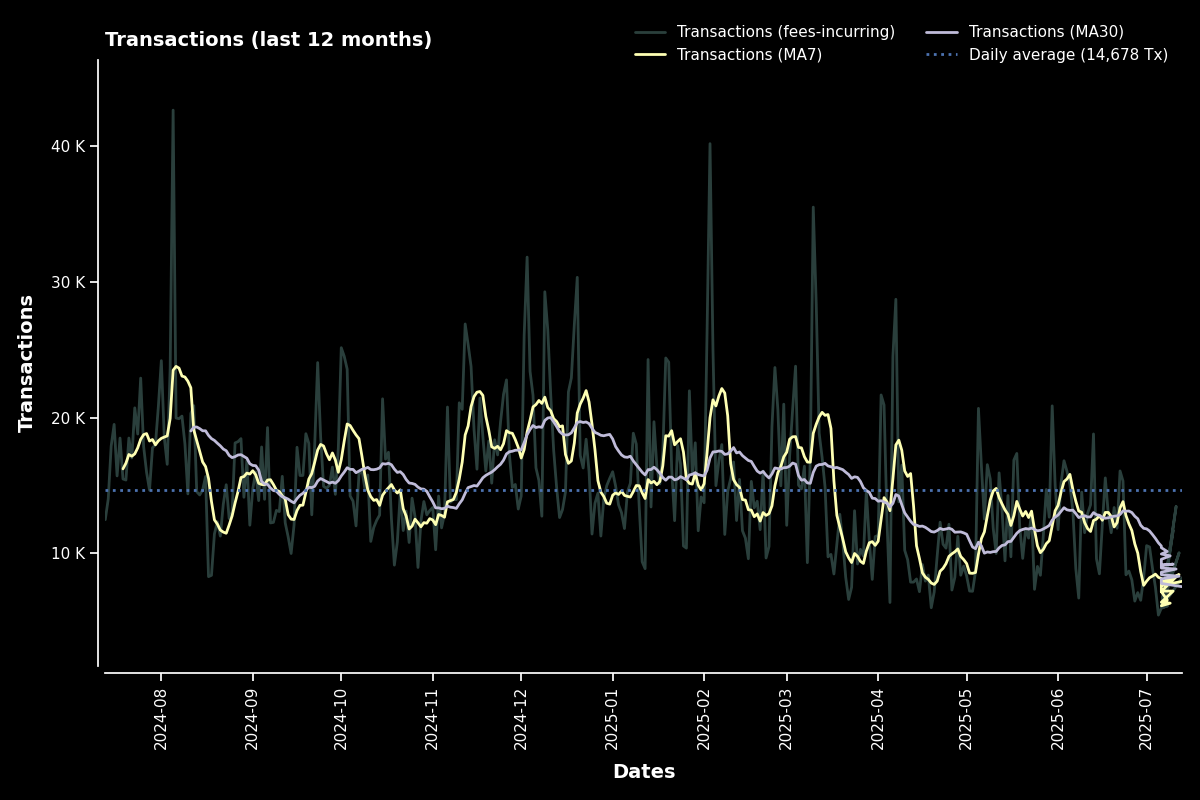 Transactions (last 12 months)
Transactions (fees-incurring)
Transactions (MA7)
Transactions (MA30)
Daily average (14,678 Tx)
Transactions
40 K
30 K
20 K
10 K
2024-08
2024-09
2024-10
2024-11
2024-12
2025-01
2025-02
2025-03
2025-04
2025-05
2025-06
2025-07
Dates